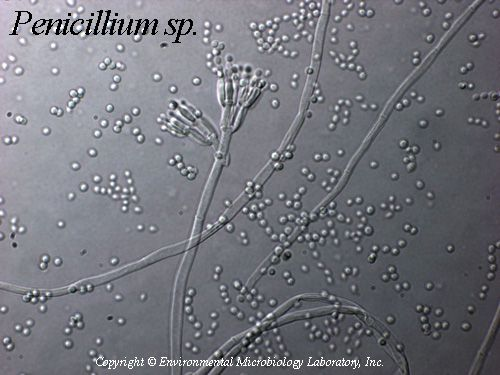 Penicillium sp.
Copyright © Environmental Microbiology Laboratory, Inc.